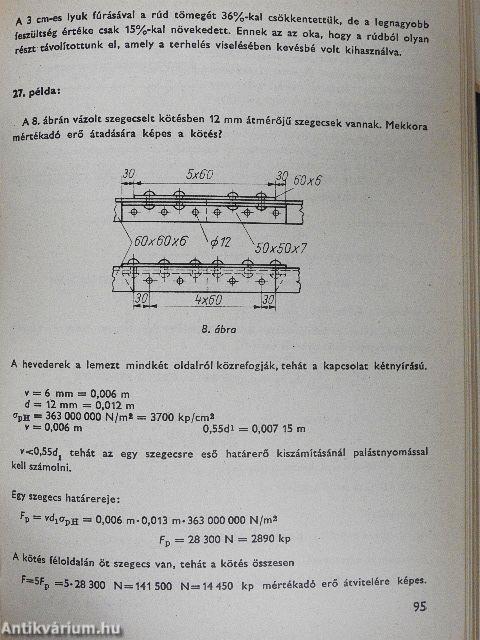 A 3 cm-es lyuk fúrásával a rúd tömegét 36%-kal csökkentettük, de a legnagyobb
feszültség értéke csak 15%-kal növekedett. Ennek az az oka, hogy a rúdból olyan
részt távolítottunk el, amely a terhelés viselésében kevésbé volt kihasználva.
27. példa:
A 8. ábrán vázolt szegecselt kötésben 12 mm átmérőjű szegecsek vannak. Mekkora
mértékadó erő átadására képes a kötés?
30 5x60 30 60x6
60x60x6 ϕ12 50x50x7
30 4x60 30
8. ábra
A hevederek a lemezt mindkét oldalról közrefogják, tehát a kapcsolat kétnyírású.
v = 6 mm = 0,006 m
d = 12 mm = 0,012 m
σpH = 363 000 000 N/m² = 3700 kp/cm²
v = 0,006 m 0,55d¹ = 0,007 15 m
v<0,55d₁ tehát az egy szegecsre eső határerő kiszámításánál palástnyomással
kell számolni.
Egy szegecs határereje:
Fp = vd₁σpH = 0,006 m·0,013 m·363 000 000 N/m²
Fp = 28 300 N = 2890 kp
A kötés féloldalán öt szegecs van, tehát a kötés összesen
F=5Fp =5·28 300 N=141 500 N=14 450 kp mértékadó erő átvitelére képes.
95
Antikvárium.hu